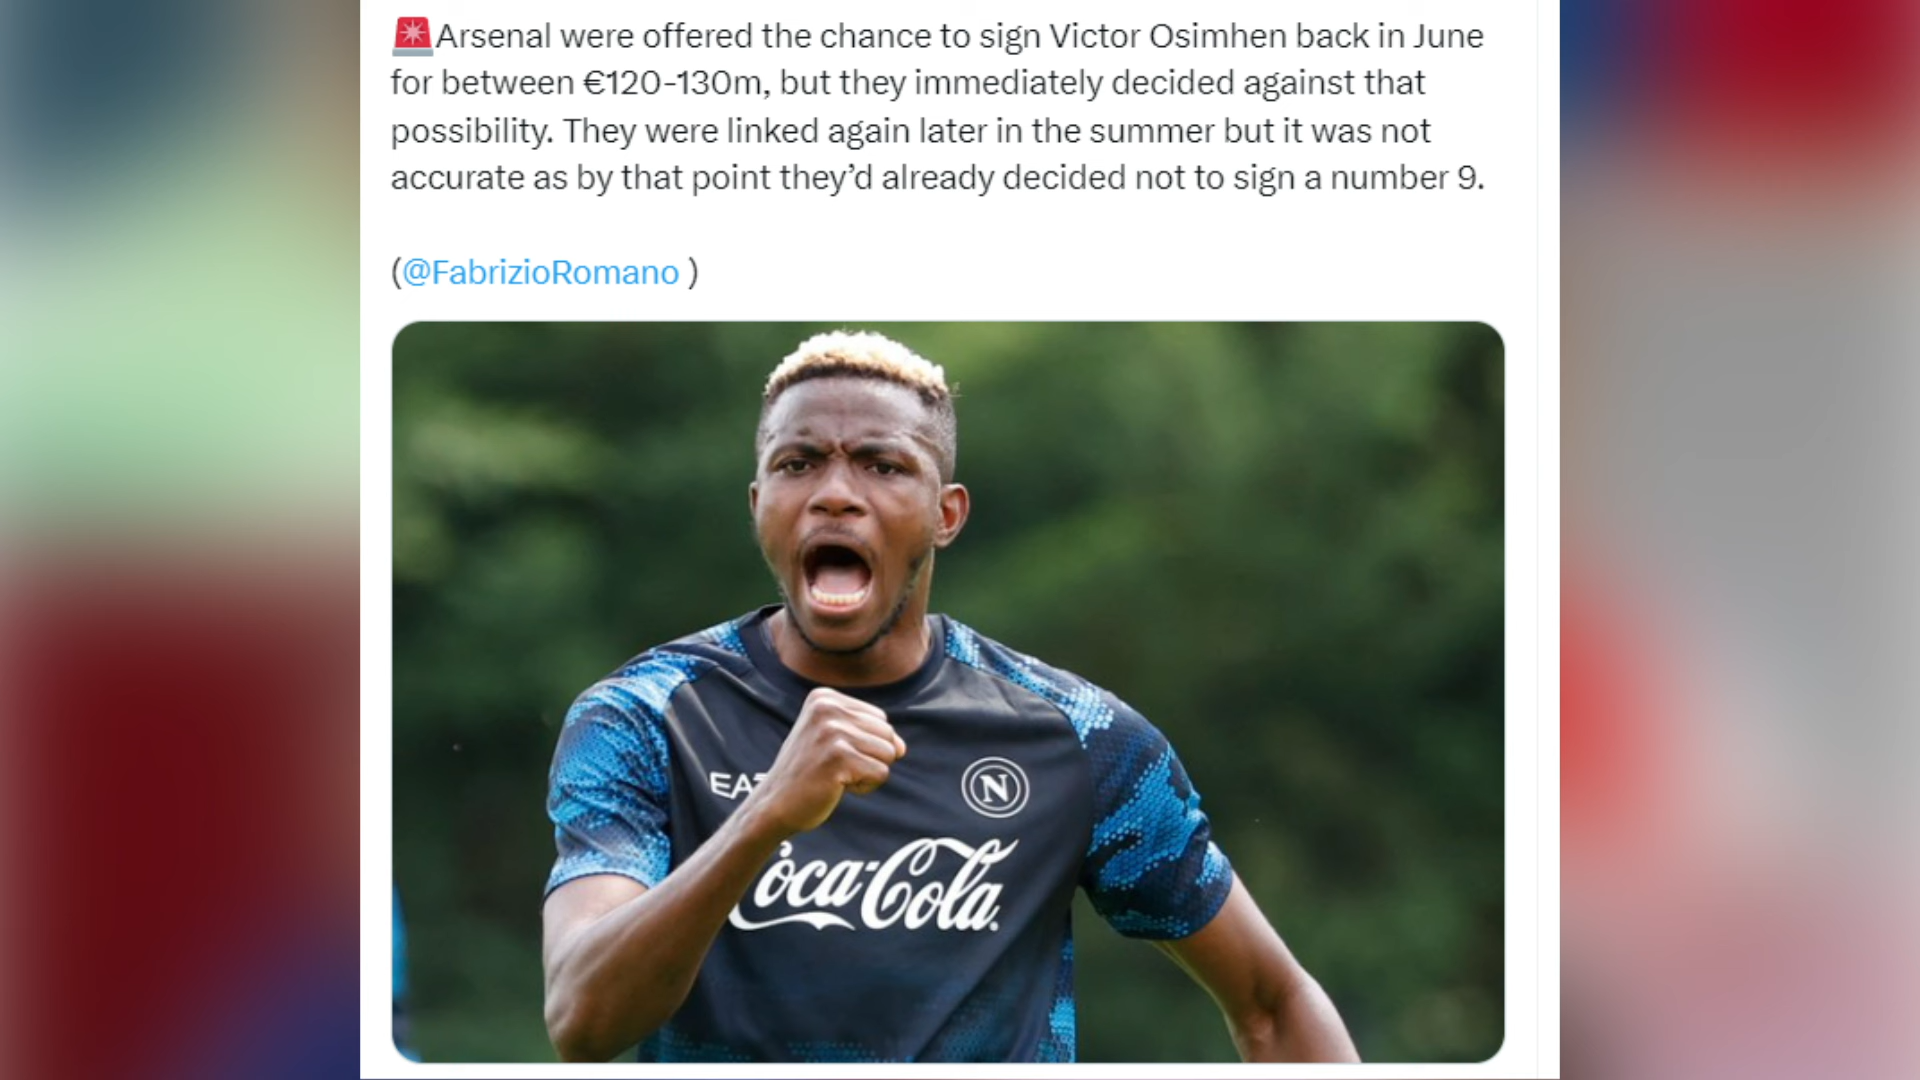 🚨Arsenal were offered the chance to sign Victor Osimhen back in June
for between €120-130m, but they immediately decided against that
possibility. They were linked again later in the summer but it was not
accurate as by that point they’d already decided not to sign a number 9.
(@FabrizioRomano )
EA7
N
Coca-Cola